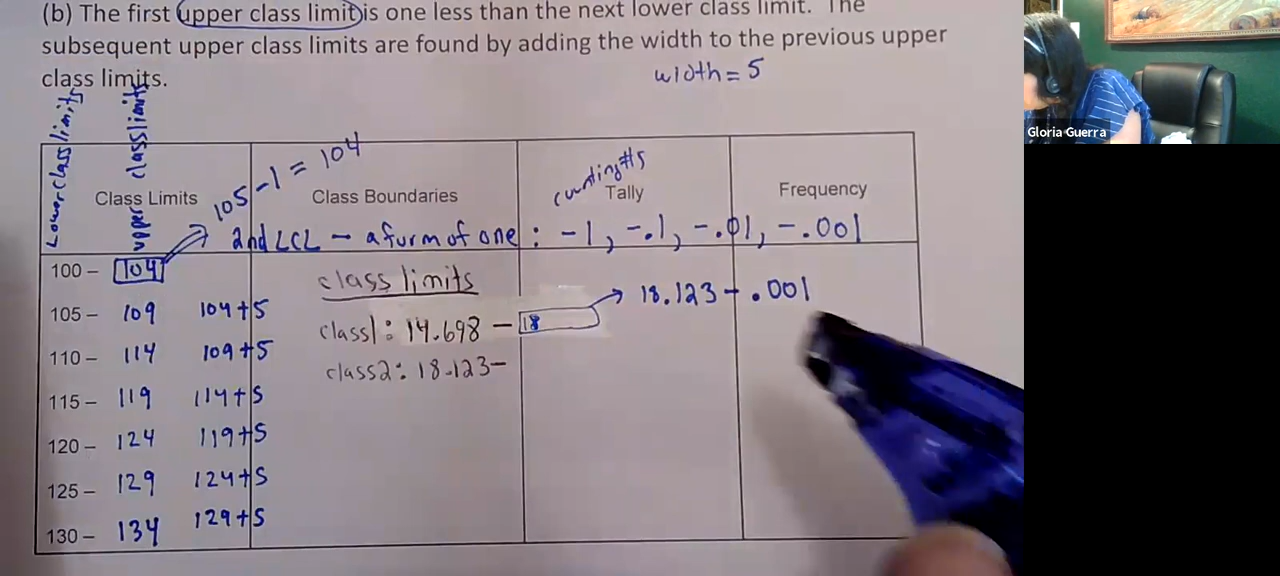 (b) The first upper class limit is one less than the next lower class limit. The
subsequent upper class limits are found by adding the width to the previous upper
class limits.
width = 5
Gloria Guerra
Lower class limits
upper class limits
105 - 1 = 104
counting #s
Class Limits
Class Boundaries
Tally
Frequency
2nd LCL - a form of one : -1, -.1, -.01, -.001
100 - 104
class limits
18.123 - .001
105 - 109 104+5
class1: 14.698 - 18
110 - 114 109+5
class2: 18.123-
115 - 119 114+5
120 - 124 119+5
125 - 129 124+5
130 - 134 129+5